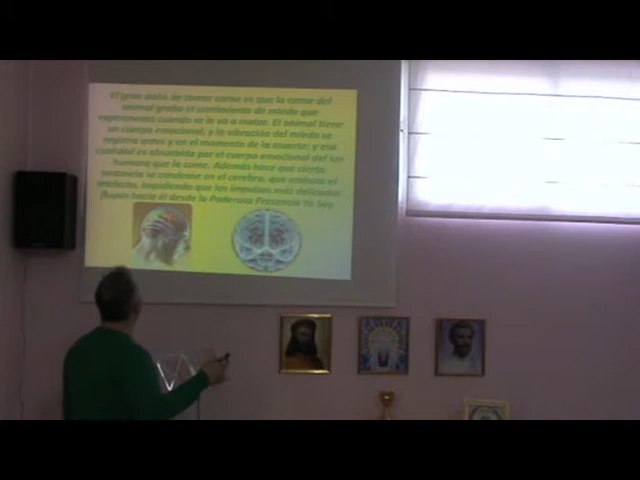 El gran daño de comer carne es que la carne del
animal graba el sentimiento de miedo que
experimenta cuando se le va a matar. El animal tiene
un cuerpo emocional, y la vibración del miedo se
registra antes y en el momento de la muerte; y esa
cualidad es absorbida por el cuerpo emocional del ser
humano que la come. Además hace que cierta
sustancia se condense en el cerebro, que embota el
intelecto, impidiendo que los impulsos más delicados
fluyan hacia él desde la Poderosa Presencia Yo Soy